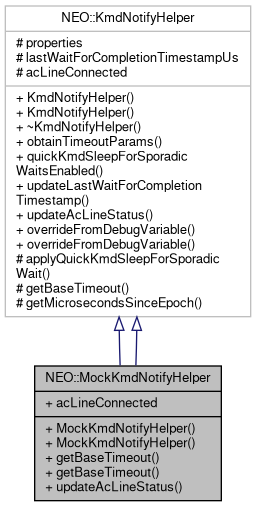 NEO::KmdNotifyHelper
# properties
# lastWaitForCompletionTimestampUs
# acLineConnected
+ KmdNotifyHelper()
+ KmdNotifyHelper()
+ ~KmdNotifyHelper()
+ obtainTimeoutParams()
+ quickKmdSleepForSporadic
WaitsEnabled()
+ updateLastWaitForCompletion
Timestamp()
+ updateAcLineStatus()
+ overrideFromDebugVariable()
+ overrideFromDebugVariable()
# applyQuickKmdSleepForSporadic
Wait()
# getBaseTimeout()
# getMicrosecondsSinceEpoch()
NEO::MockKmdNotifyHelper
+ acLineConnected
+ MockKmdNotifyHelper()
+ MockKmdNotifyHelper()
+ getBaseTimeout()
+ getBaseTimeout()
+ updateAcLineStatus()